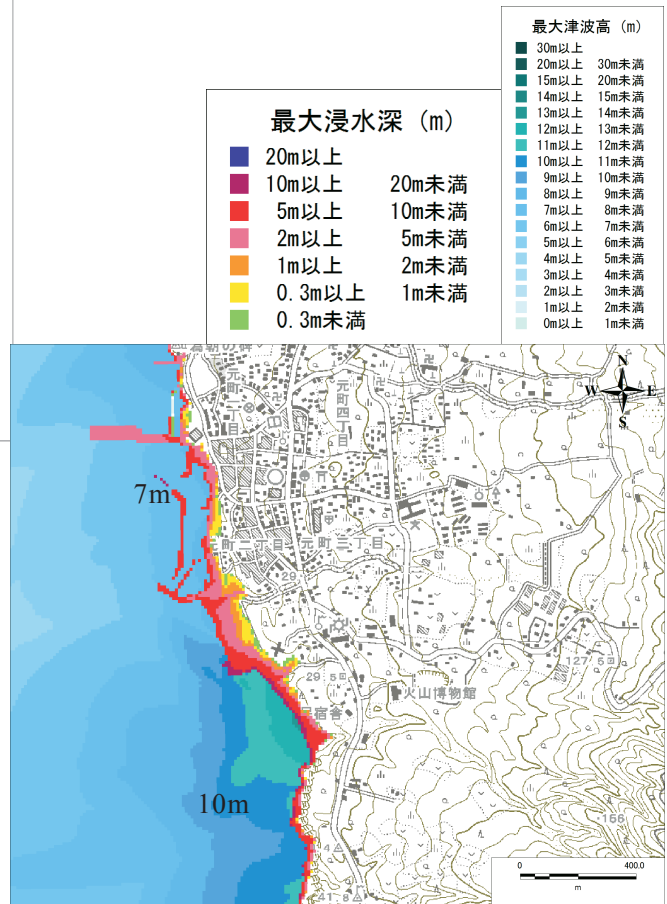 最大津波高 (m)
30m以上
20m以上 30m未満
15m以上 20m未満
14m以上 15m未満
13m以上 14m未満
12m以上 13m未満
11m以上 12m未満
10m以上 11m未満
9m以上 10m未満
8m以上 9m未満
7m以上 8m未満
6m以上 7m未満
5m以上 6m未満
4m以上 5m未満
3m以上 4m未満
2m以上 3m未満
1m以上 2m未満
0m以上 1m未満
最大浸水深 (m)
20m以上
10m以上 20m未満
5m以上 10m未満
2m以上 5m未満
1m以上 2m未満
0.3m以上 1m未満
0.3m未満
N
W E
S
元町四丁目
7m
元町三丁目
29
127.5
29.5
火山博物館
宿舎
10m
156
4
41.8
0 400.0
m